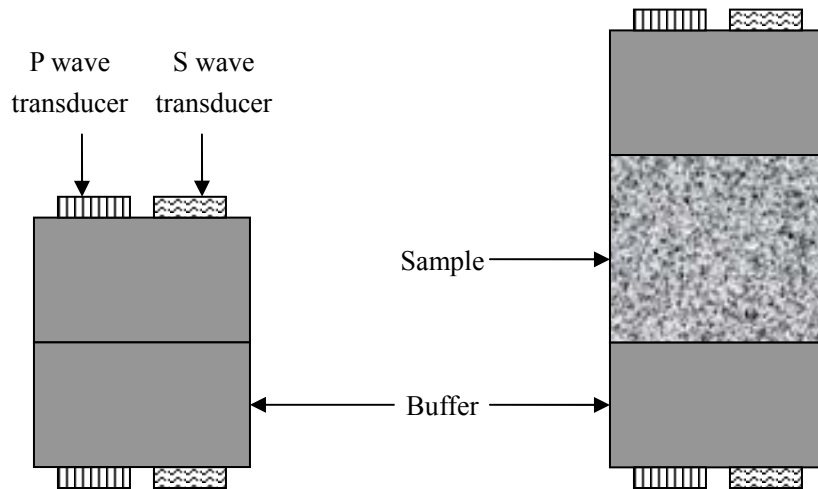 P wave
transducer
S wave
transducer
Sample
Buffer